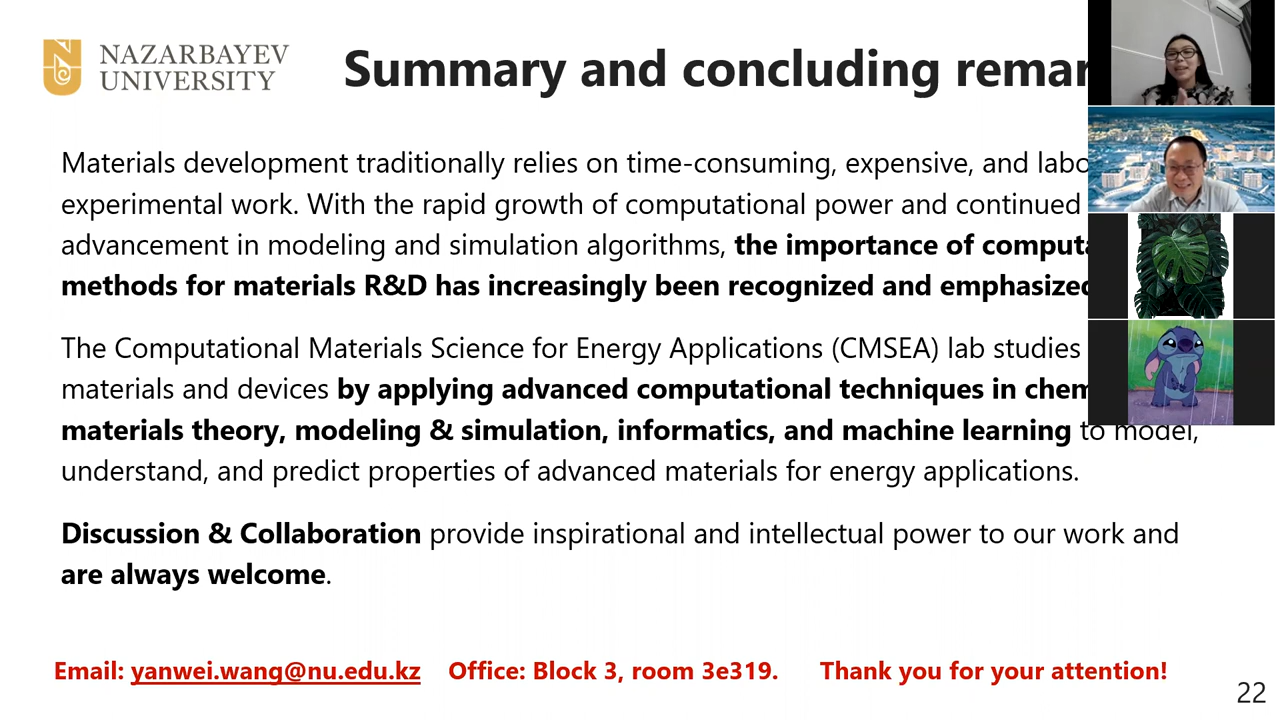 NAZARBAYEV
UNIVERSITY
Summary and concluding
Materials development traditionally relies on time-consuming, expensive, and
experimental work. With the rapid growth of computational power and continued
advancement in modeling and simulation algorithms, the importance of
methods for materials R&D has increasingly been recognized and emphasized
The Computational Materials Science for Energy Applications (CMSEA) lab studies
materials and devices by applying advanced computational techniques in
materials theory, modeling & simulation, informatics, and machine learning to model,
understand, and predict properties of advanced materials for energy applications.
Discussion & Collaboration provide inspirational and intellectual power to our work and
are always welcome.
Email: yanwei.wang@nu.edu.kz Office: Block 3, room 3e319. Thank you for your attention!
22